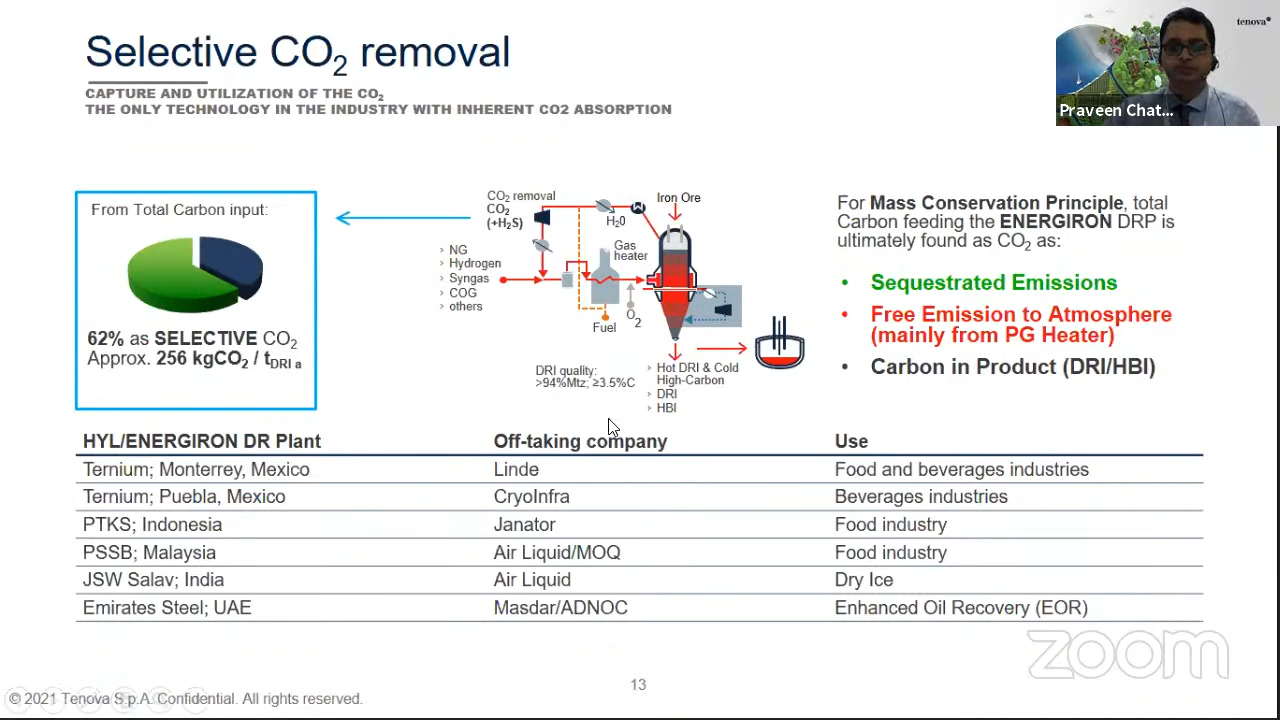 Selective CO2 removal
CAPTURE AND UTILIZATION OF THE CO2
THE ONLY TECHNOLOGY IN THE INDUSTRY WITH INHERENT CO2 ABSORPTION
tenova
Praveen Chat...
From Total Carbon input:
62% as SELECTIVE CO2
Approx. 256 kgCO2 / tDRI a
CO2 removal
CO2
(+H2S)
› NG
› Hydrogen
› Syngas
› COG
› others
H20
Iron Ore
Gas
heater
O2
Fuel
DRI quality:
>94%Mtz; ≥3.5%C
› Hot DRI & Cold
High-Carbon
› DRI
› HBI
For Mass Conservation Principle, total
Carbon feeding the ENERGIRON DRP is
ultimately found as CO2 as:
• Sequestrated Emissions
• Free Emission to Atmosphere
(mainly from PG Heater)
• Carbon in Product (DRI/HBI)
HYL/ENERGIRON DR Plant Off-taking company Use
Ternium; Monterrey, Mexico Linde Food and beverages industries
Ternium; Puebla, Mexico CryoInfra Beverages industries
PTKS; Indonesia Janator Food industry
PSSB; Malaysia Air Liquid/MOQ Food industry
JSW Salav; India Air Liquid Dry Ice
Emirates Steel; UAE Masdar/ADNOC Enhanced Oil Recovery (EOR)
zoom
13
© 2021 Tenova S.p.A. Confidential. All rights reserved.